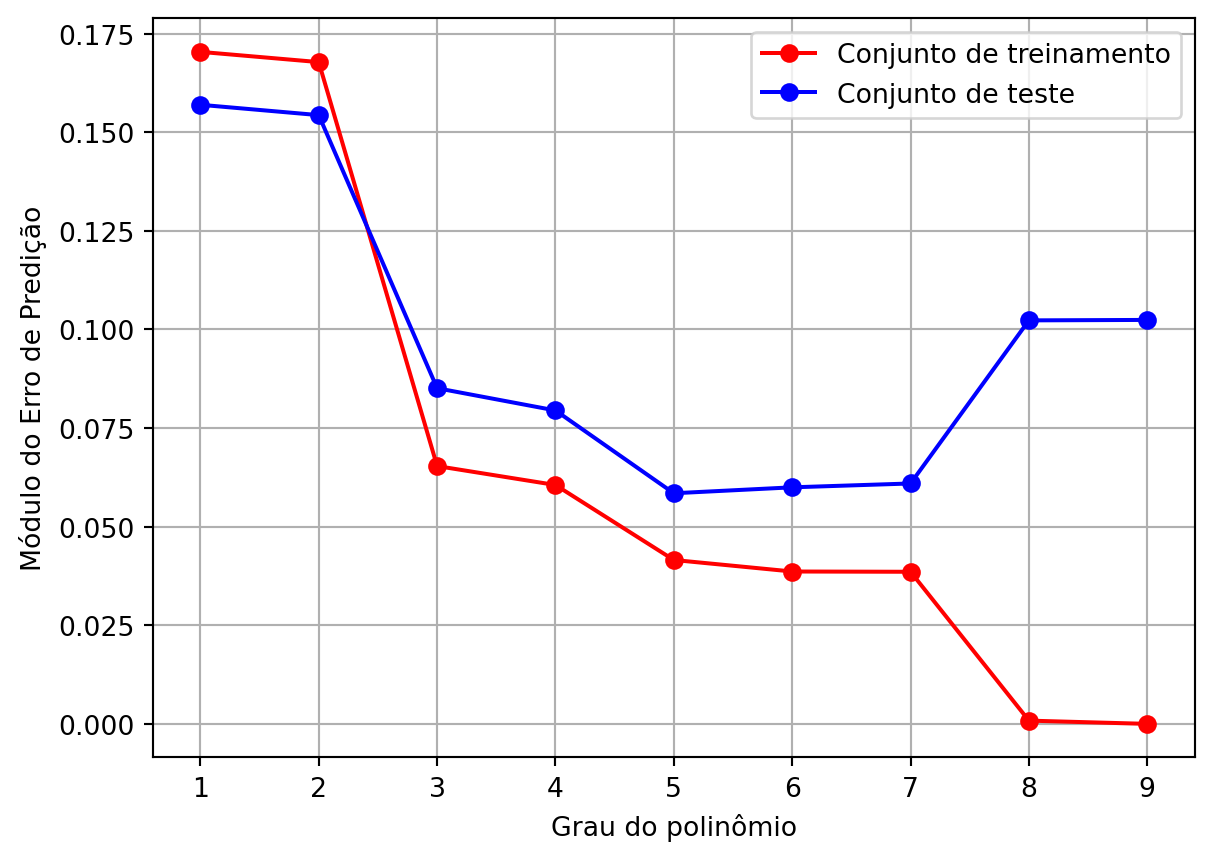 0.175
0.150
0.125
0.100
0.075
0.050
0.025
0.000
Módulo do Erro de Predição
Conjunto de treinamento
Conjunto de teste
1 2 3 4 5 6 7 8 9
Grau do polinômio